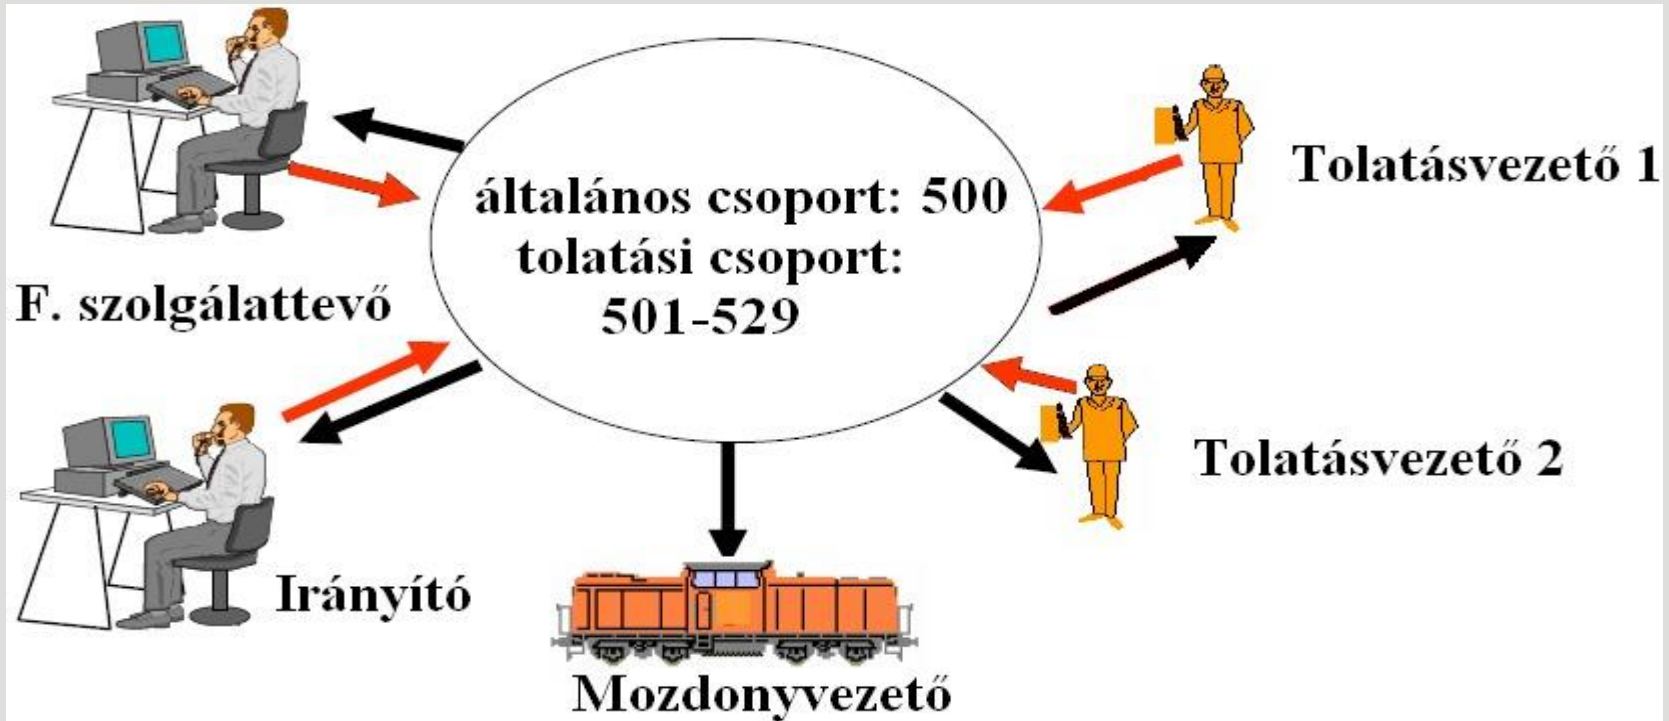 általános csoport: 500
tolatási csoport:
501-529
F. szolgálattevő
Irányító
Mozdonyvezető
Tolatásvezető 1
Tolatásvezető 2